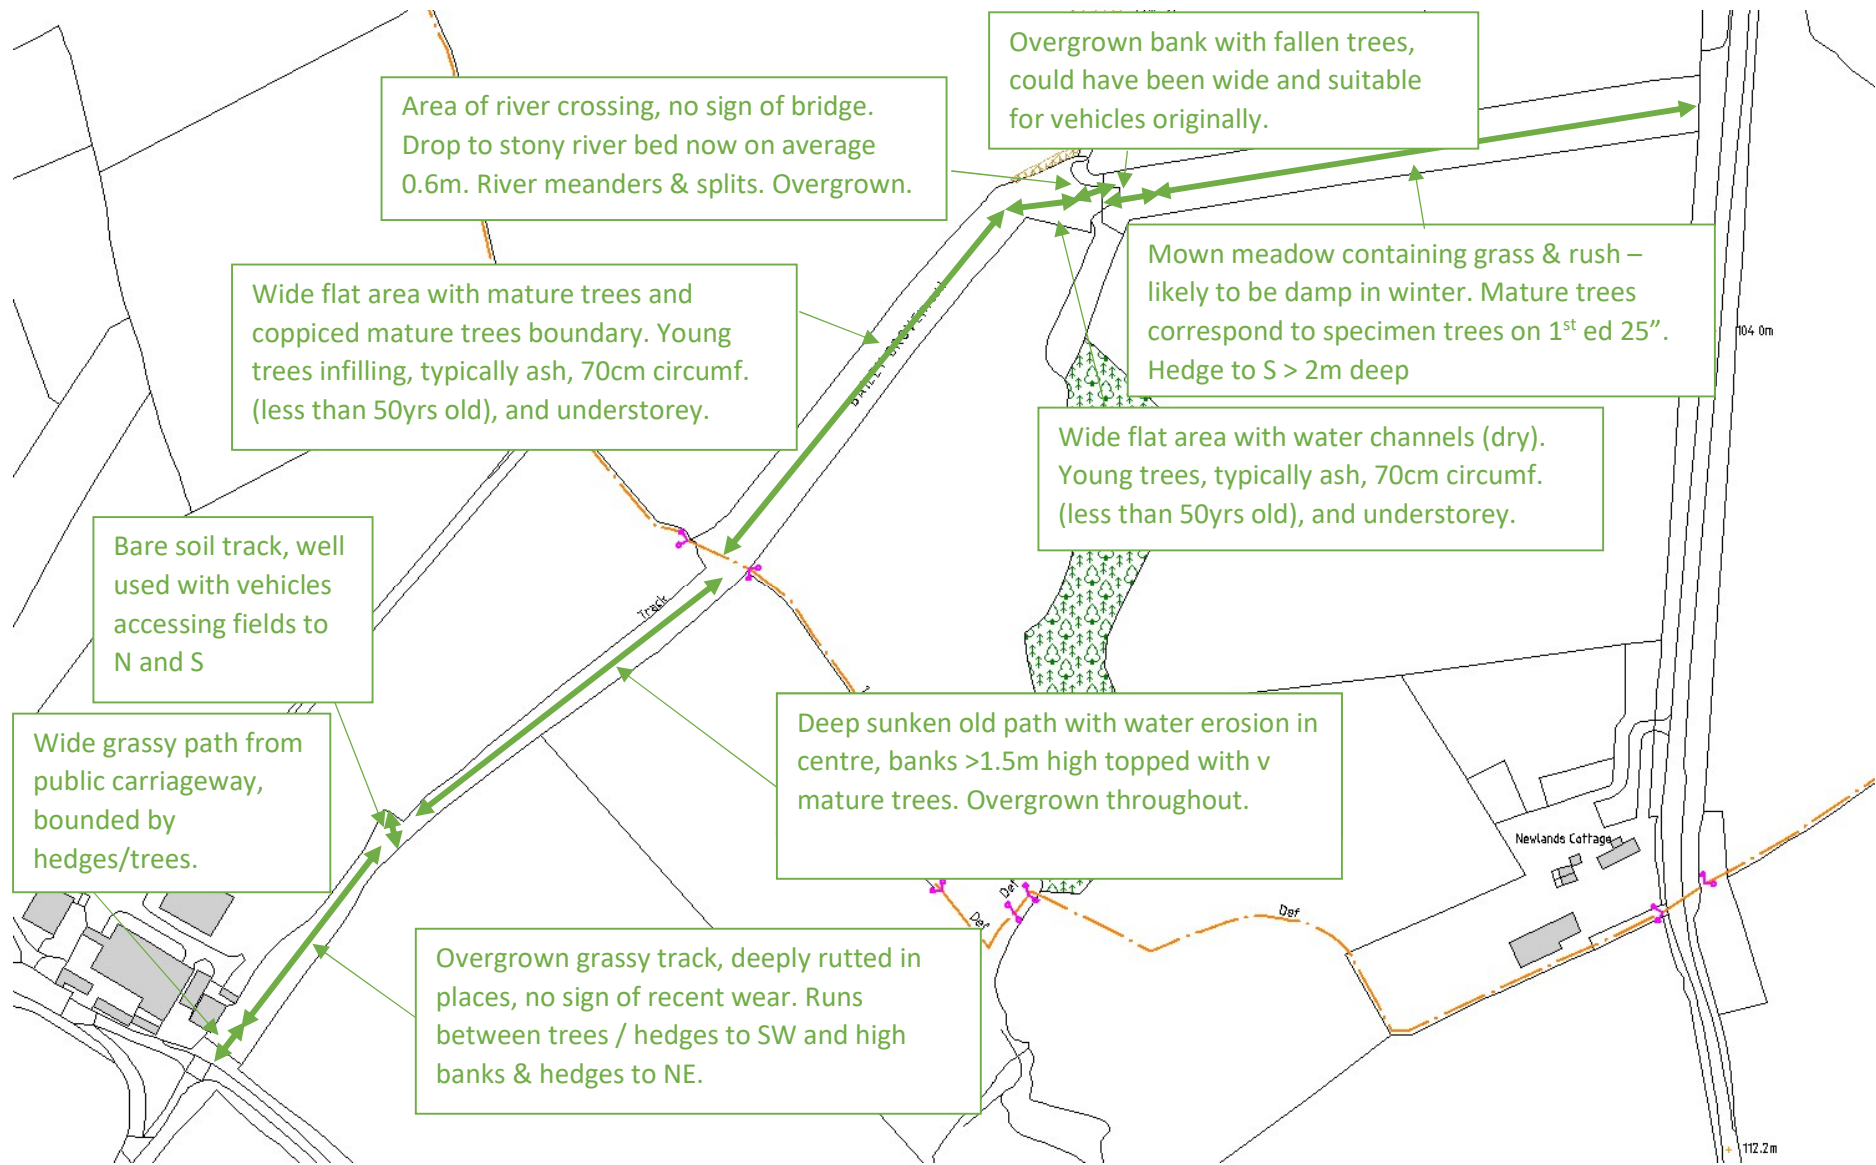 Overgrown bank with fallen trees,
could have been wide and suitable
for vehicles originally.
Area of river crossing, no sign of bridge.
Drop to stony river bed now on average
0.6m. River meanders & splits. Overgrown.
Mown meadow containing grass & rush –
likely to be damp in winter. Mature trees
correspond to specimen trees on 1st ed 25”.
Hedge to S > 2m deep
Wide flat area with mature trees and
coppiced mature trees boundary. Young
trees infilling, typically ash, 70cm circumf.
(less than 50yrs old), and understorey.
104 0m
Wide flat area with water channels (dry).
Young trees, typically ash, 70cm circumf.
(less than 50yrs old), and understorey.
Bare soil track, well
used with vehicles
accessing fields to
N and S
Track
Deep sunken old path with water erosion in
centre, banks >1.5m high topped with v
mature trees. Overgrown throughout.
Wide grassy path from
public carriageway,
bounded by
hedges/trees.
Newlands Cottage
Def
Def
Def
Overgrown grassy track, deeply rutted in
places, no sign of recent wear. Runs
between trees / hedges to SW and high
banks & hedges to NE.
112.2m